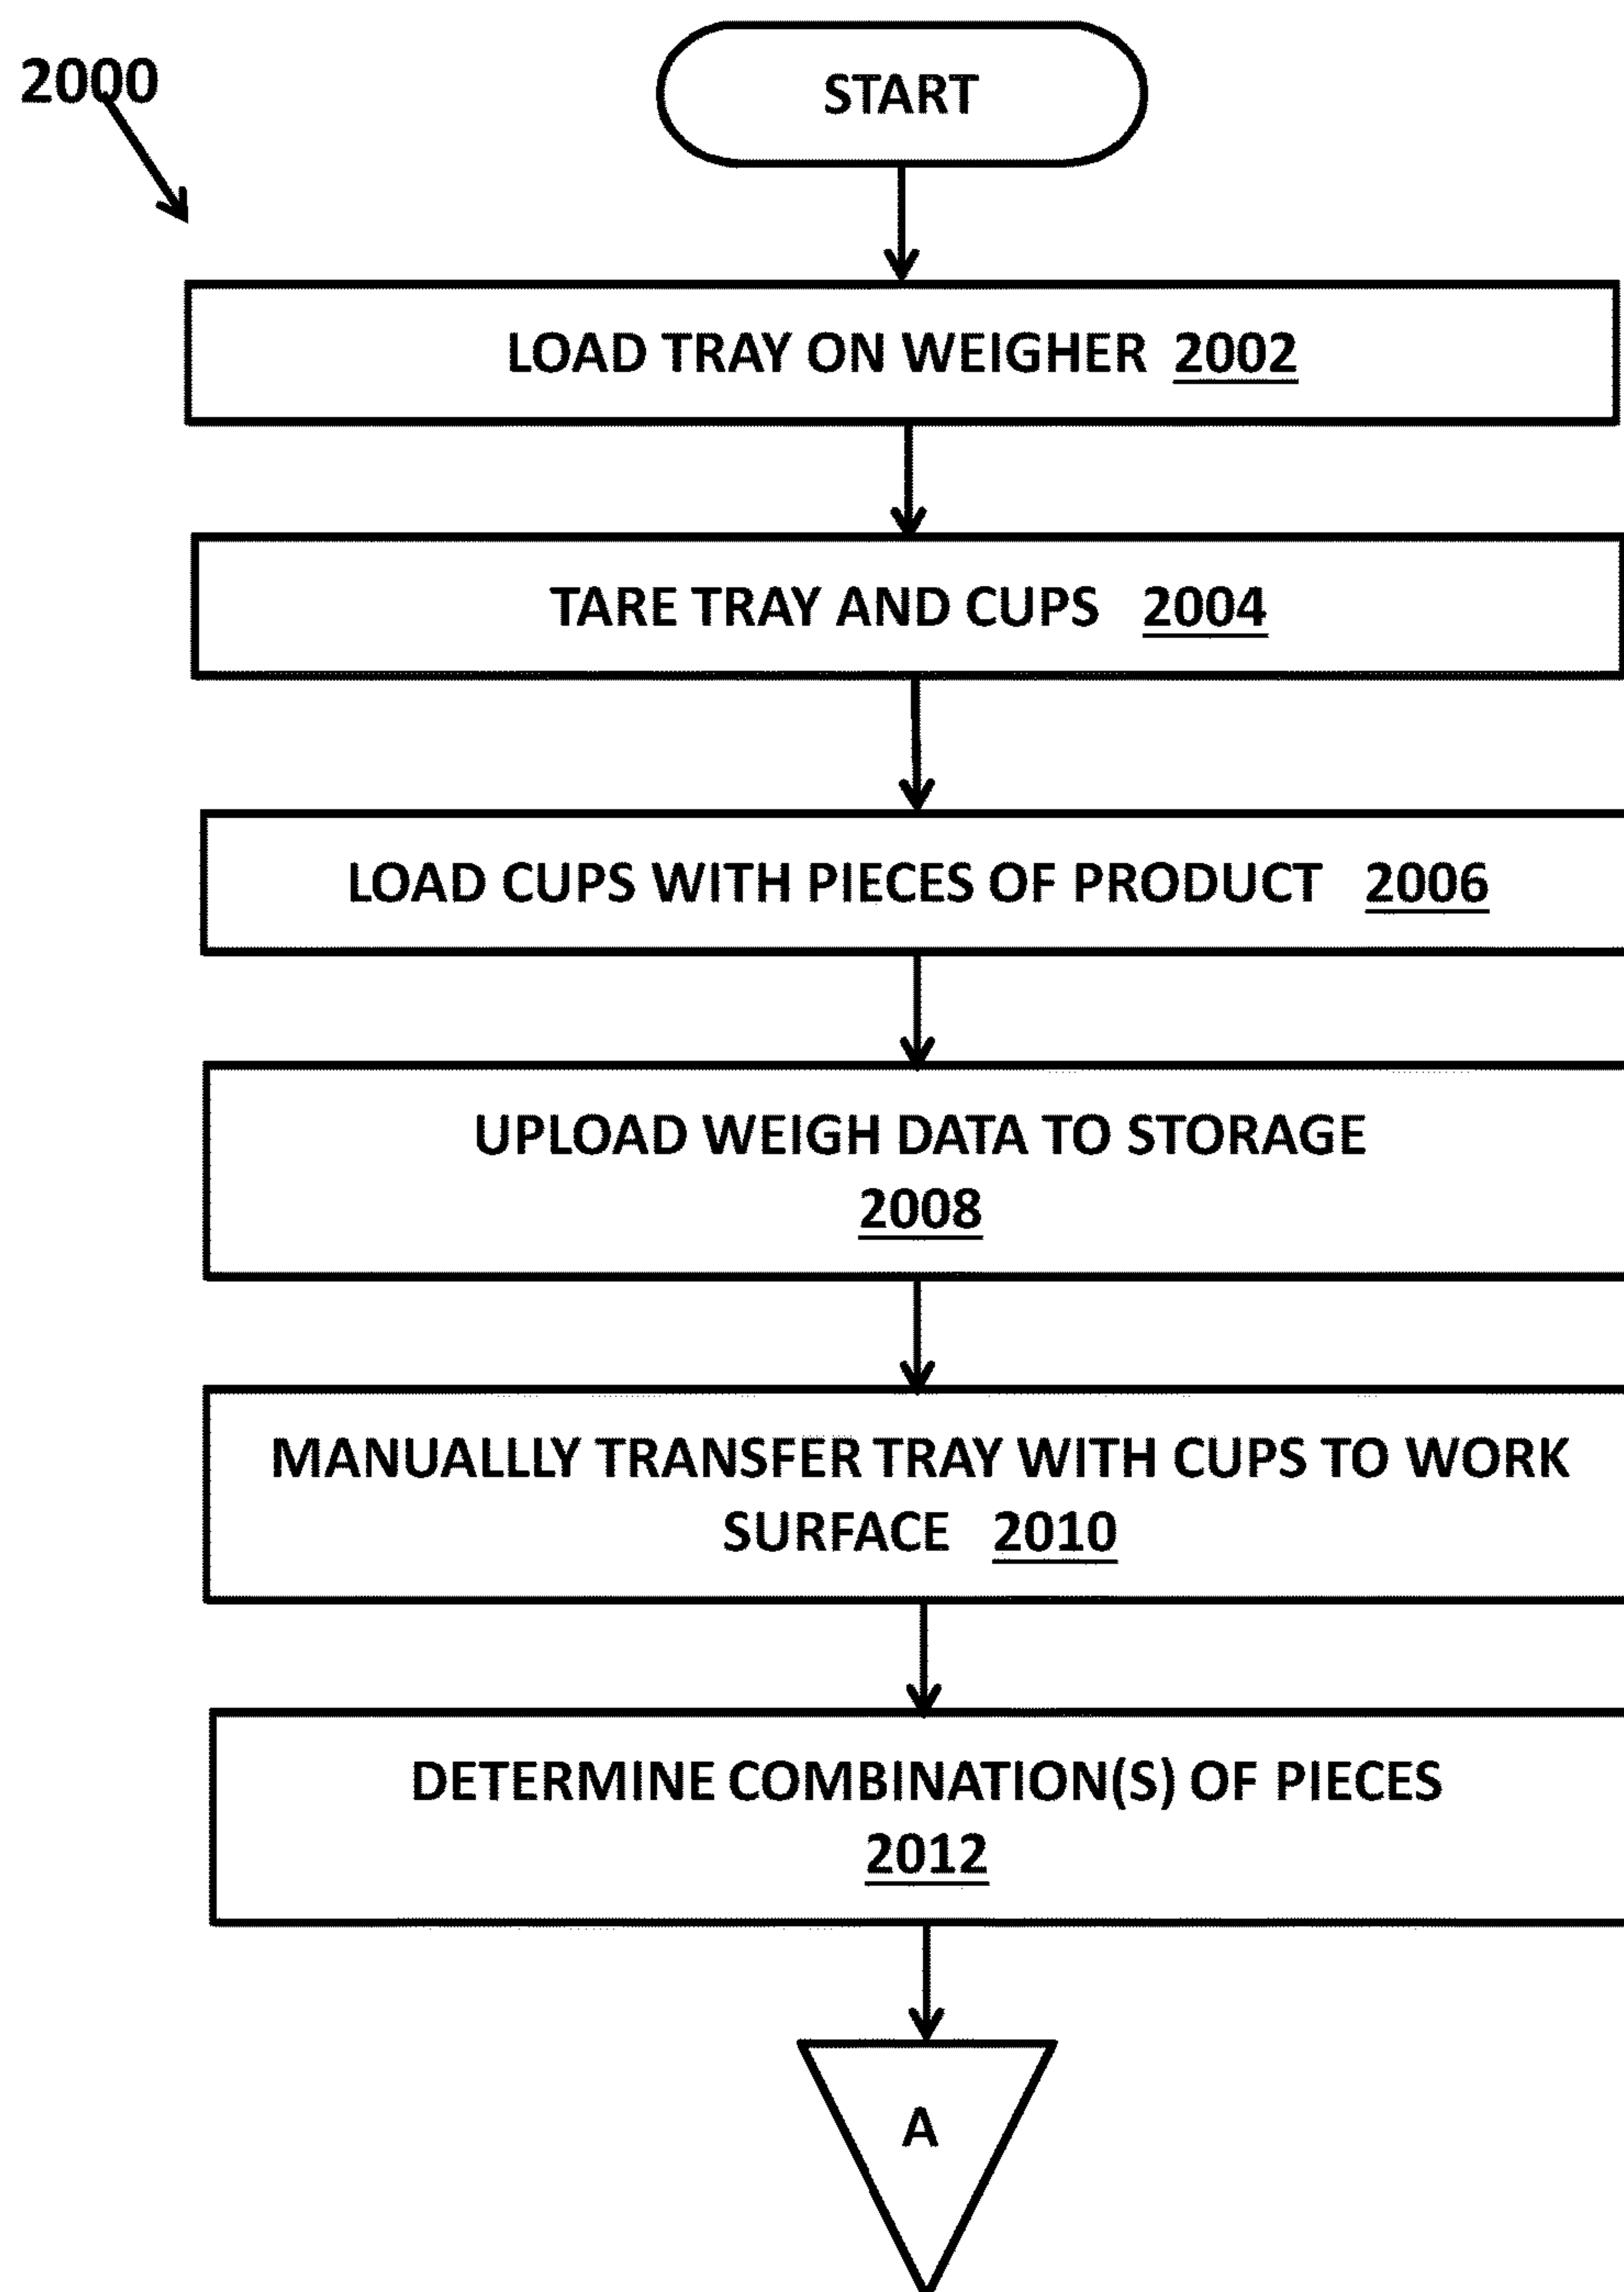 2000
START
LOAD TRAY ON WEIGHER 2002
TARE TRAY AND CUPS 2004
LOAD CUPS WITH PIECES OF PRODUCT 2006
UPLOAD WEIGH DATA TO STORAGE
2008
MANUALLLY TRANSFER TRAY WITH CUPS TO WORK
SURFACE 2010
DETERMINE COMBINATION(S) OF PIECES
2012
A